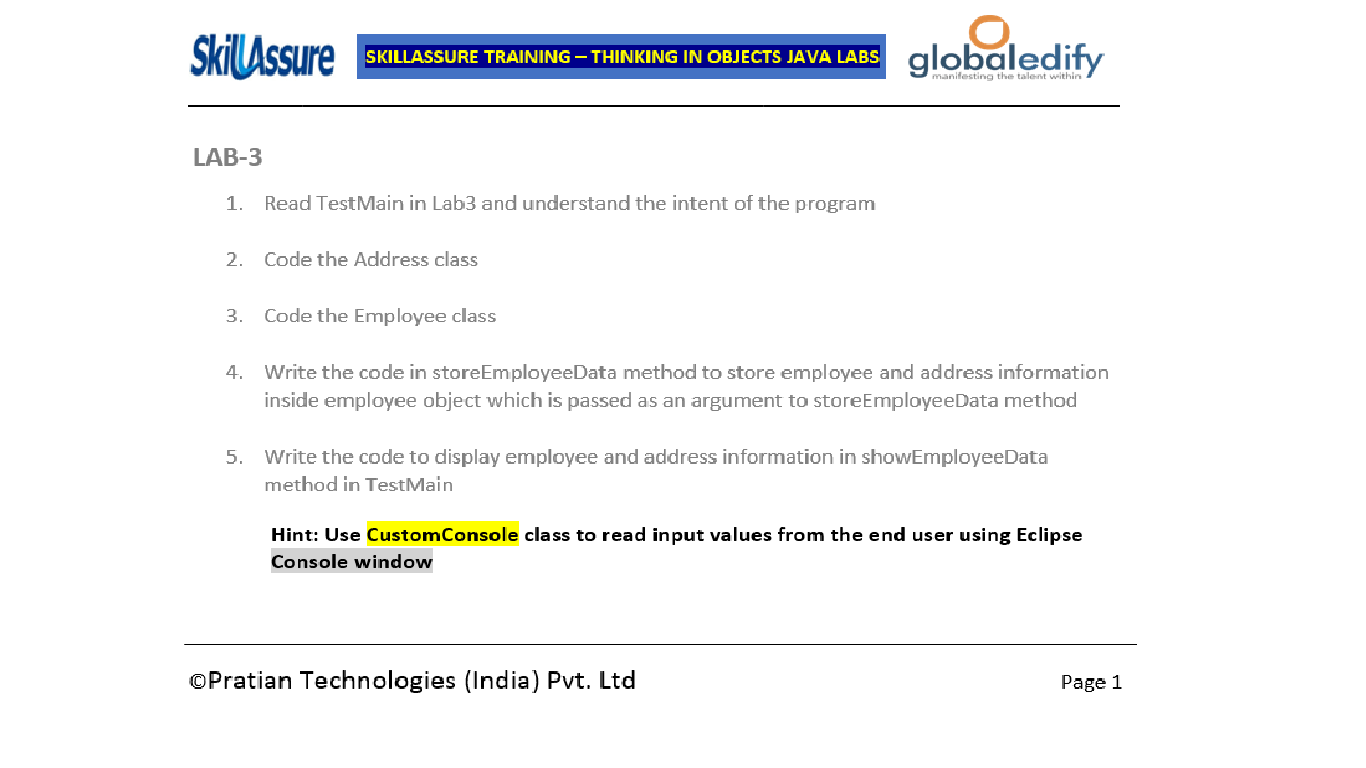 SkillAssure
SKILLASSURE TRAINING – THINKING IN OBJECTS JAVA LABS
globaledify
manifesting the talent within
LAB-3
1. Read TestMain in Lab3 and understand the intent of the program
2. Code the Address class
3. Code the Employee class
4. Write the code in storeEmployeeData method to store employee and address information
inside employee object which is passed as an argument to storeEmployeeData method
5. Write the code to display employee and address information in showEmployeeData
method in TestMain
Hint: Use CustomConsole class to read input values from the end user using Eclipse
Console window
©Pratian Technologies (India) Pvt. Ltd
Page 1